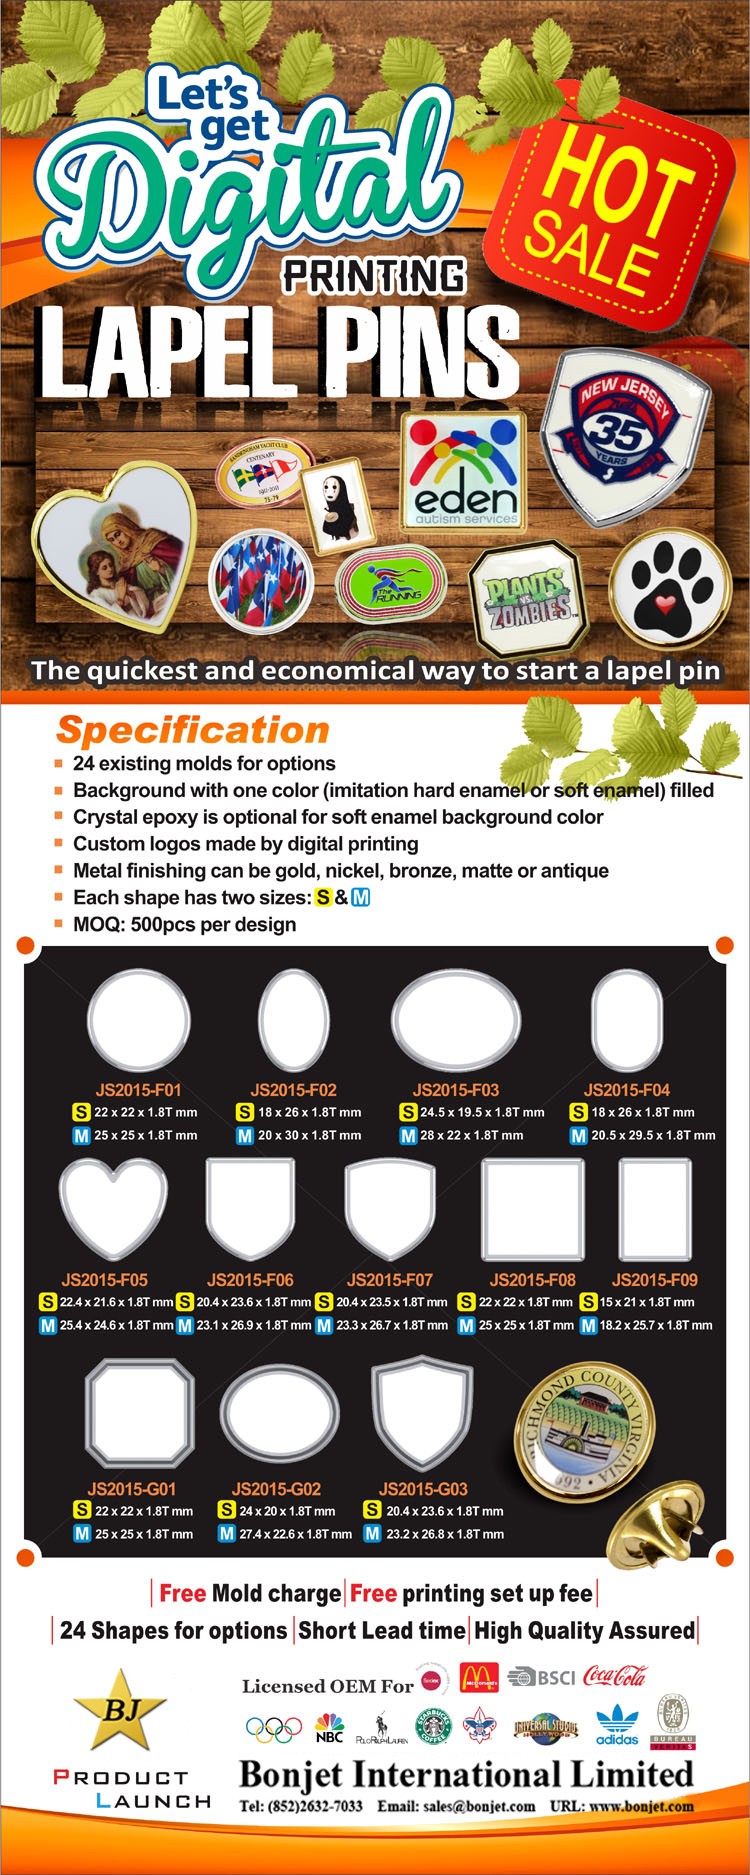 Let's
get
Digital
PRINTING
HOT
SALE
LAPEL PINS
NEW JERSEY
35
YEARS
SANDRINGHAM YACHT CLUB
CENTENARY
1911-2011
73-79
eden
autism services
The
RUNNING
PLANTS
VS.
ZOMBIES
The quickest and economical way to start a lapel pin
Specification
24 existing molds for options
Background with one color (imitation hard enamel or soft enamel) filled
Crystal epoxy is optional for soft enamel background color
Custom logos made by digital printing
Metal finishing can be gold, nickel, bronze, matte or antique
Each shape has two sizes: S & M
MOQ: 500pcs per design
JS2015-F01 JS2015-F02 JS2015-F03 JS2015-F04
S 22 x 22 x 1.8T mm S 18 x 26 x 1.8T mm S 24.5 x 19.5 x 1.8T mm S 18 x 26 x 1.8T mm
M 25 x 25 x 1.8T mm M 20 x 30 x 1.8T mm M 28 x 22 x 1.8T mm M 20.5 x 29.5 x 1.8T mm
JS2015-F05 JS2015-F06 JS2015-F07 JS2015-F08 JS2015-F09
S 22.4 x 21.6 x 1.8T mm S 20.4 x 23.6 x 1.8T mm S 20.4 x 23.5 x 1.8T mm S 22 x 22 x 1.8T mm S 15 x 21 x 1.8T mm
M 25.4 x 24.6 x 1.8T mm M 23.1 x 26.9 x 1.8T mm M 23.3 x 26.7 x 1.8T mm M 25 x 25 x 1.8T mm M 18.2 x 25.7 x 1.8T mm
RICHMOND COUNTY VIRGINIA
JS2015-G01 JS2015-G02 JS2015-G03
S 22 x 22 x 1.8T mm S 24 x 20 x 1.8T mm S 20.4 x 23.6 x 1.8T mm
M 25 x 25 x 1.8T mm M 27.4 x 22.6 x 1.8T mm M 23.2 x 26.8 x 1.8T mm
Free Mold charge Free printing set up fee
24 Shapes for options Short Lead time High Quality Assured
BJ
PRODUCT
LAUNCH
Licensed OEM For Sedex McDonald's BSCI Coca-Cola
NBC POLO RALPH LAUREN STARBUCKS COFFEE UNIVERSAL STUDIOS HOLLYWOOD adidas BUREAU VERITAS
Bonjet International Limited
Tel: (852)2632-7033 Email: sales@bonjet.com URL: www.bonjet.com